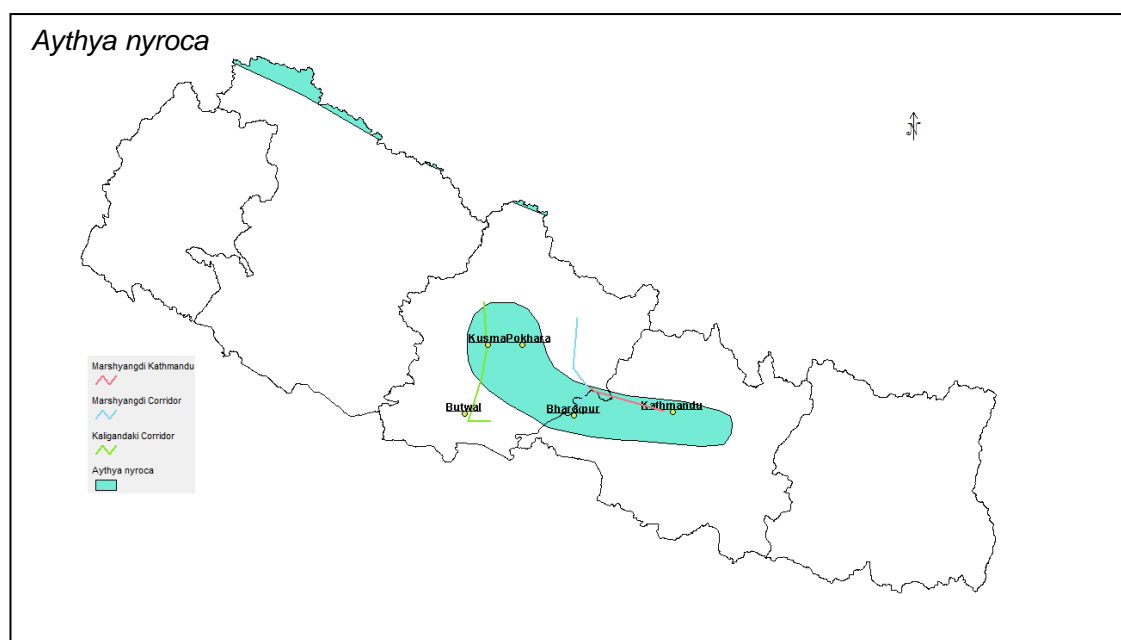 Aythya nyroca
N
KusmaPokhara
Marshyangdi Kathmandu
Marshyangdi Corridor
Kaligandaki Corridor
Aythya nyroca
Butwal
Bharatpur
Kathmandu